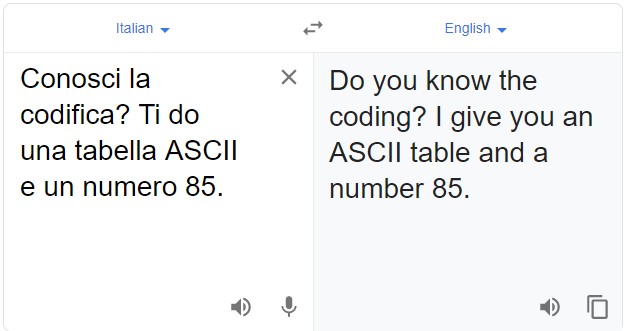 Italian
English
Conosci la
codifica? Ti do
una tabella ASCII
e un numero 85.
Do you know the
coding? I give you an
ASCII table and a
number 85.